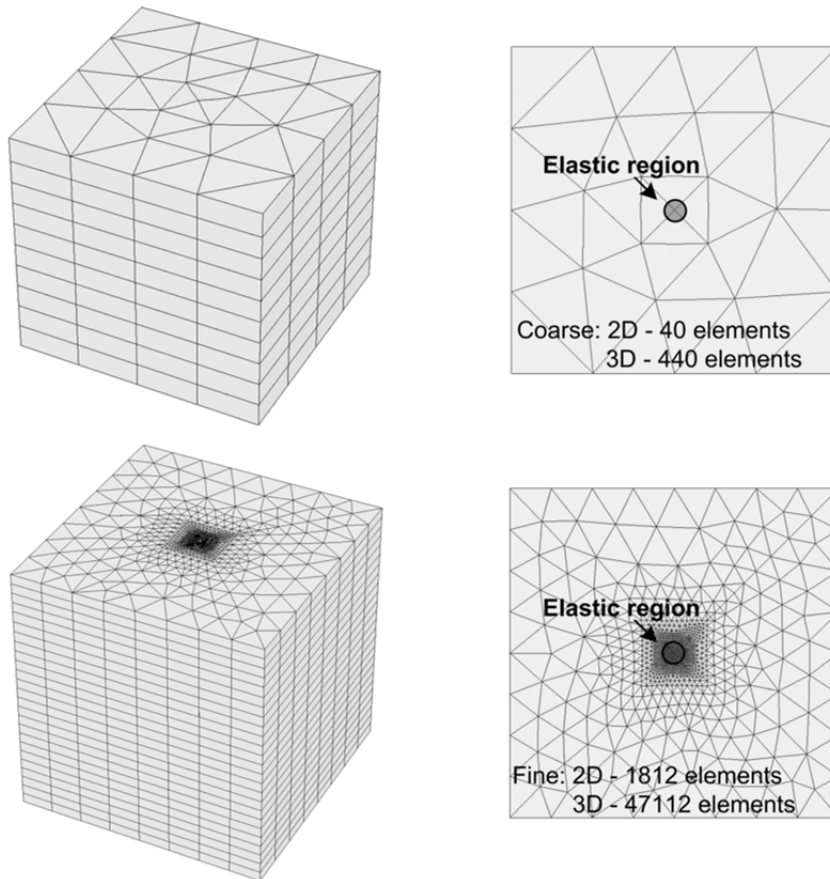 Elastic region
Coarse: 2D - 40 elements
3D - 440 elements
Elastic region
Fine: 2D - 1812 elements
3D - 47112 elements